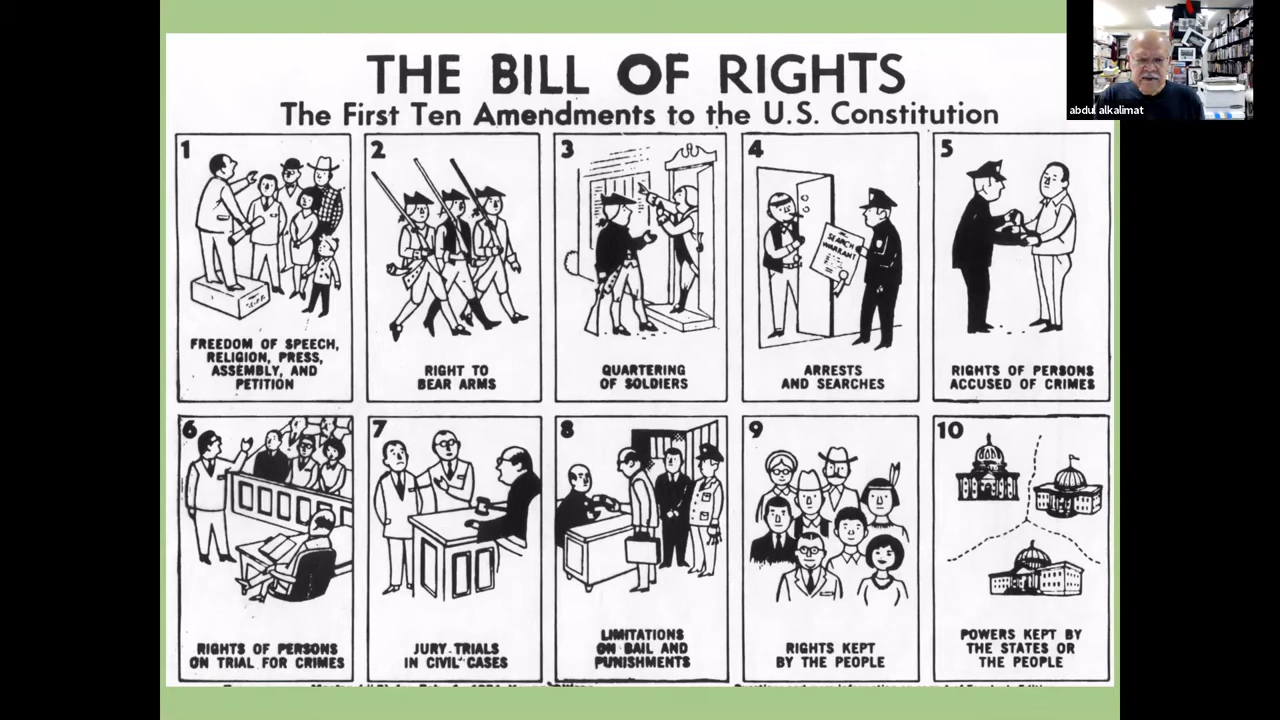 THE BILL OF RIGHTS
The First Ten Amendments to the U.S. Constitution
abdul alkalimat
1
FREEDOM OF SPEECH,
RELIGION, PRESS,
ASSEMBLY, AND
PETITION
2
RIGHT TO
BEAR ARMS
3
QUARTERING
OF SOLDIERS
4
SEARCH
WARRANT
ARRESTS
AND SEARCHES
5
RIGHTS OF PERSONS
ACCUSED OF CRIMES
6
RIGHTS OF PERSONS
ON TRIAL FOR CRIMES
7
JURY TRIALS
IN CIVIL CASES
8
LIMITATIONS
ON BAIL AND
PUNISHMENTS
9
RIGHTS KEPT
BY THE PEOPLE
10
POWERS KEPT BY
THE STATES OR
THE PEOPLE